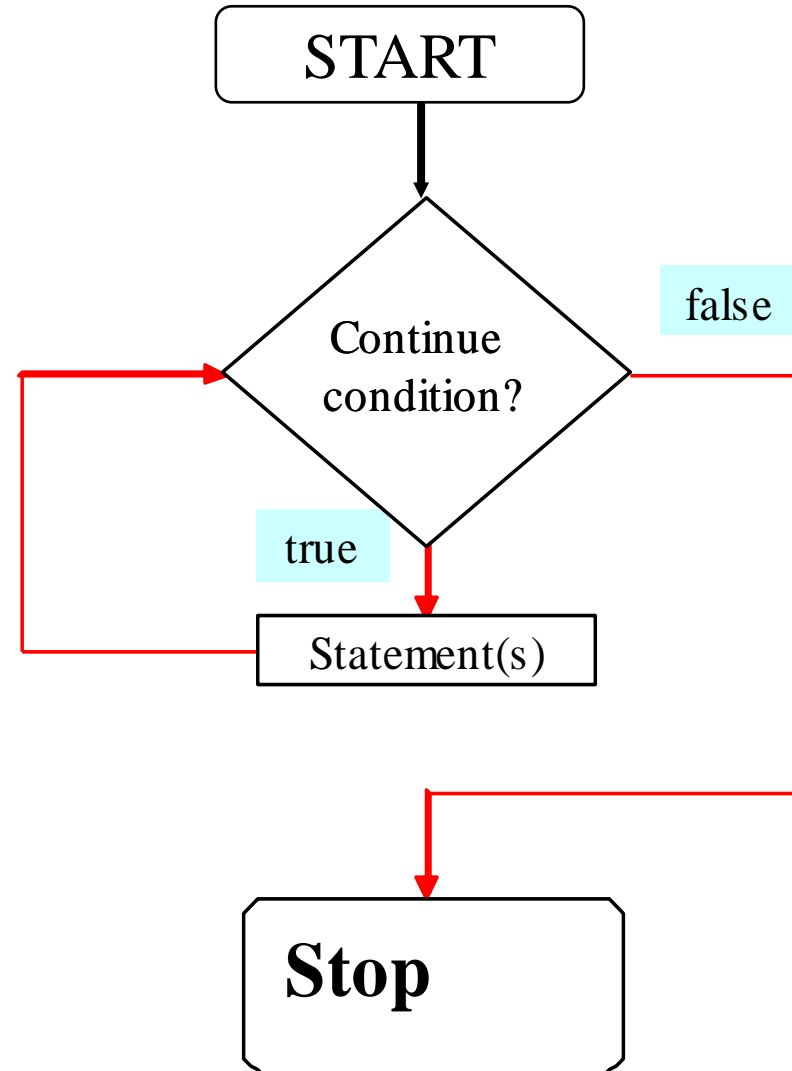 START
Continue
condition?
false
true
Statement(s)
Stop